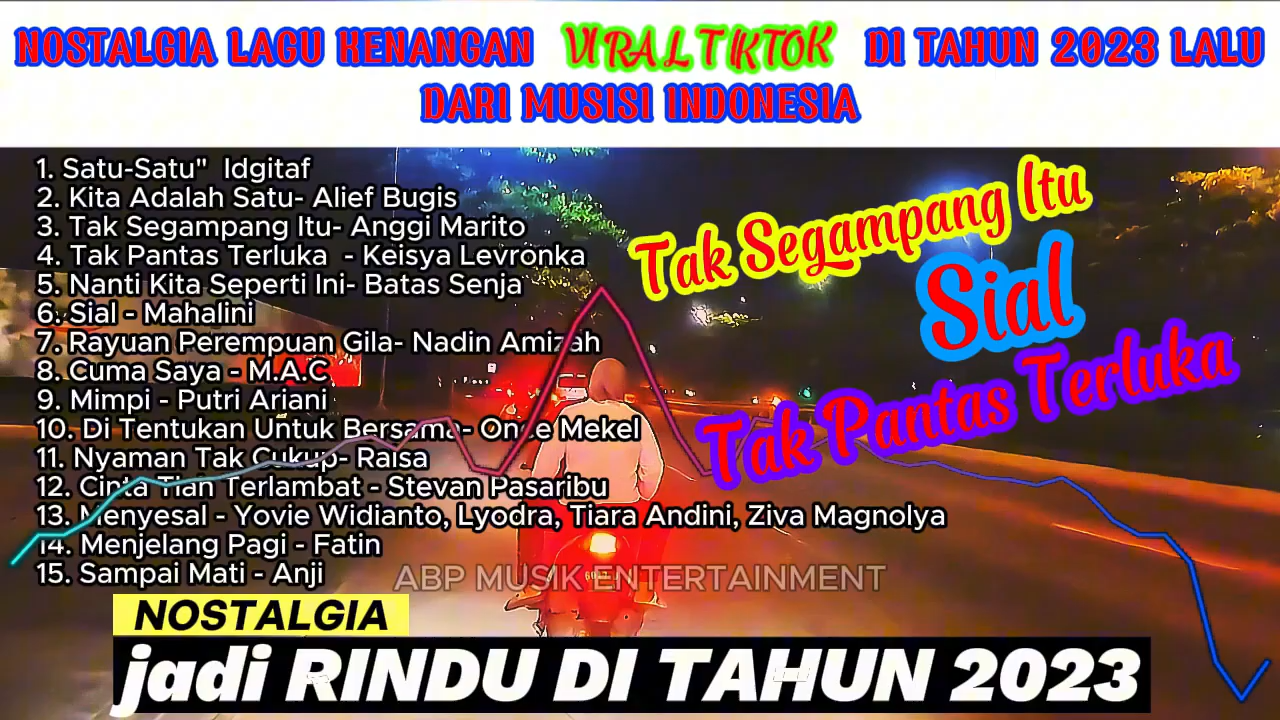 NOSTALGIA LAGU KENANGAN VIRAL TIKTOK DI TAHUN 2023 LALU
DARI MUSISI INDONESIA
1. Satu-Satu" Idgitaf
2. Kita Adalah Satu- Alief Bugis
3. Tak Segampang Itu- Anggi Marito
4. Tak Pantas Terluka - Keisya Levronka
5. Nanti Kita Seperti Ini- Batas Senja
6. Sial - Mahalini
7. Rayuan Perempuan Gila- Nadin Amizah
8. Cuma Saya - M.A.C
9. Mimpi - Putri Ariani
10. Di Tentukan Untuk Bersama- Once Mekel
11. Nyaman Tak Cukup- Raisa
12. Cinta Tian Terlambat - Stevan Pasaribu
13. Menyesal - Yovie Widianto, Lyodra, Tiara Andini, Ziva Magnolya
14. Menjelang Pagi - Fatin
15. Sampai Mati - Anji
Tak Segampang Itu
Sial
Tak Pantas Terluka
ABP MUSIK ENTERTAINMENT
NOSTALGIA
jadi RINDU DI TAHUN 2023